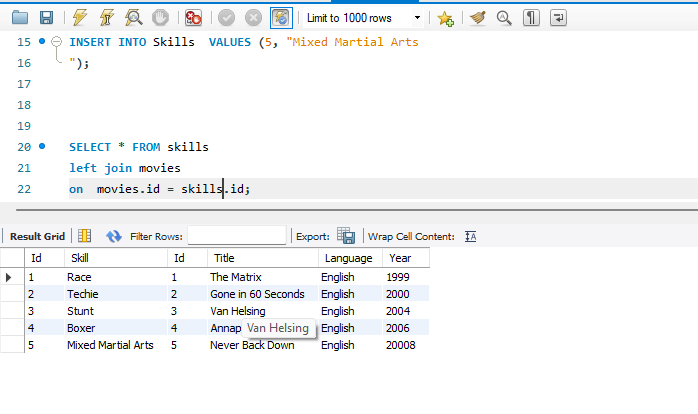 Limit to 1000 rows
15 INSERT INTO Skills  VALUES (5, "Mixed Martial Arts
16 ");
17
18
19
20 SELECT * FROM skills
21 left join movies
22 on  movies.id = skills.id;
Result Grid Filter Rows: Export: Wrap Cell Content: IA
Id Skill Id Title Language Year
1 Race 1 The Matrix English 1999
2 Techie 2 Gone in 60 Seconds English 2000
3 Stunt 3 Van Helsing English 2004
4 Boxer 4 Annap Van Helsing English 2006
5 Mixed Martial Arts 5 Never Back Down English 20008